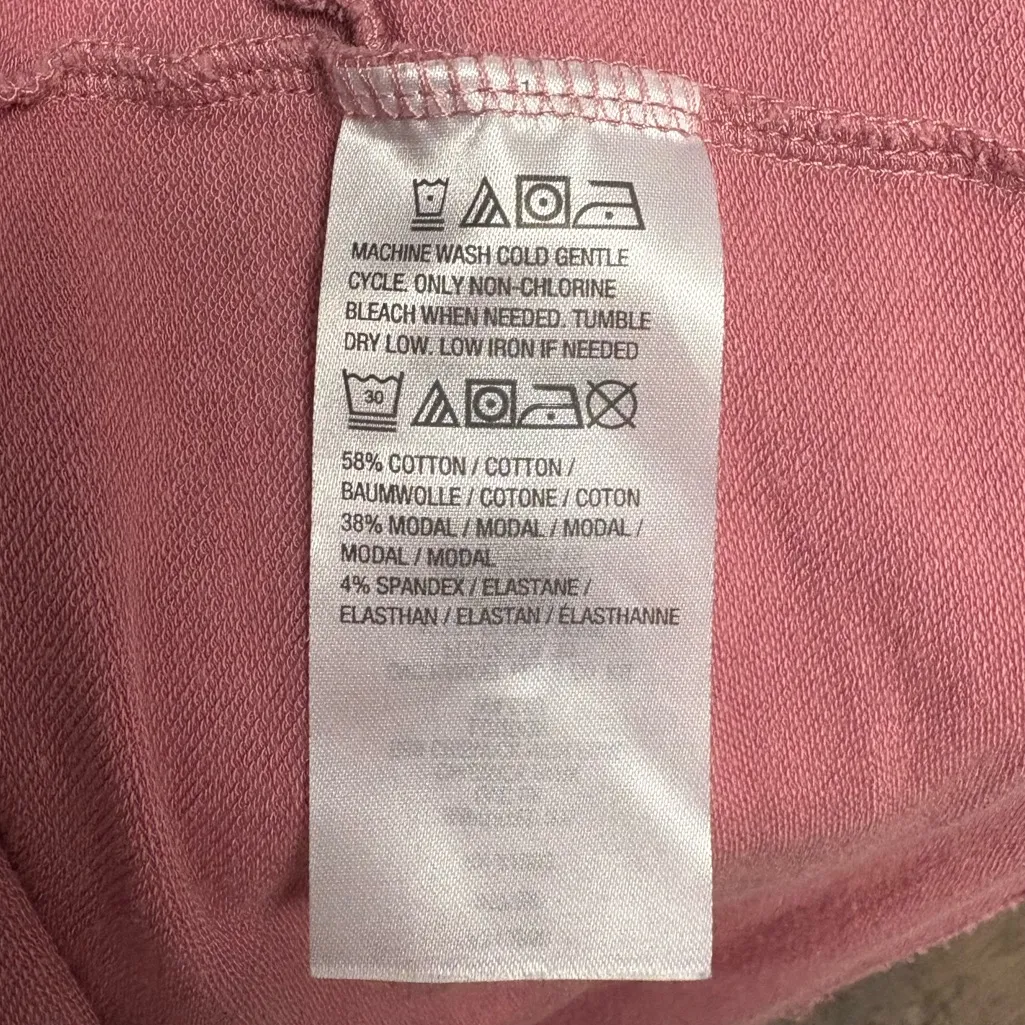 1
MACHINE WASH COLD GENTLE
CYCLE. ONLY NON-CHLORINE
BLEACH WHEN NEEDED. TUMBLE
DRY LOW. LOW IRON IF NEEDED
30
58% COTTON / COTTON /
BAUMWOLLE / COTONE / COTON
38% MODAL / MODAL / MODAL /
MODAL / MODAL
4% SPANDEX / ELASTANE /
ELASTHAN / ELASTAN / ÉLASTHANNE